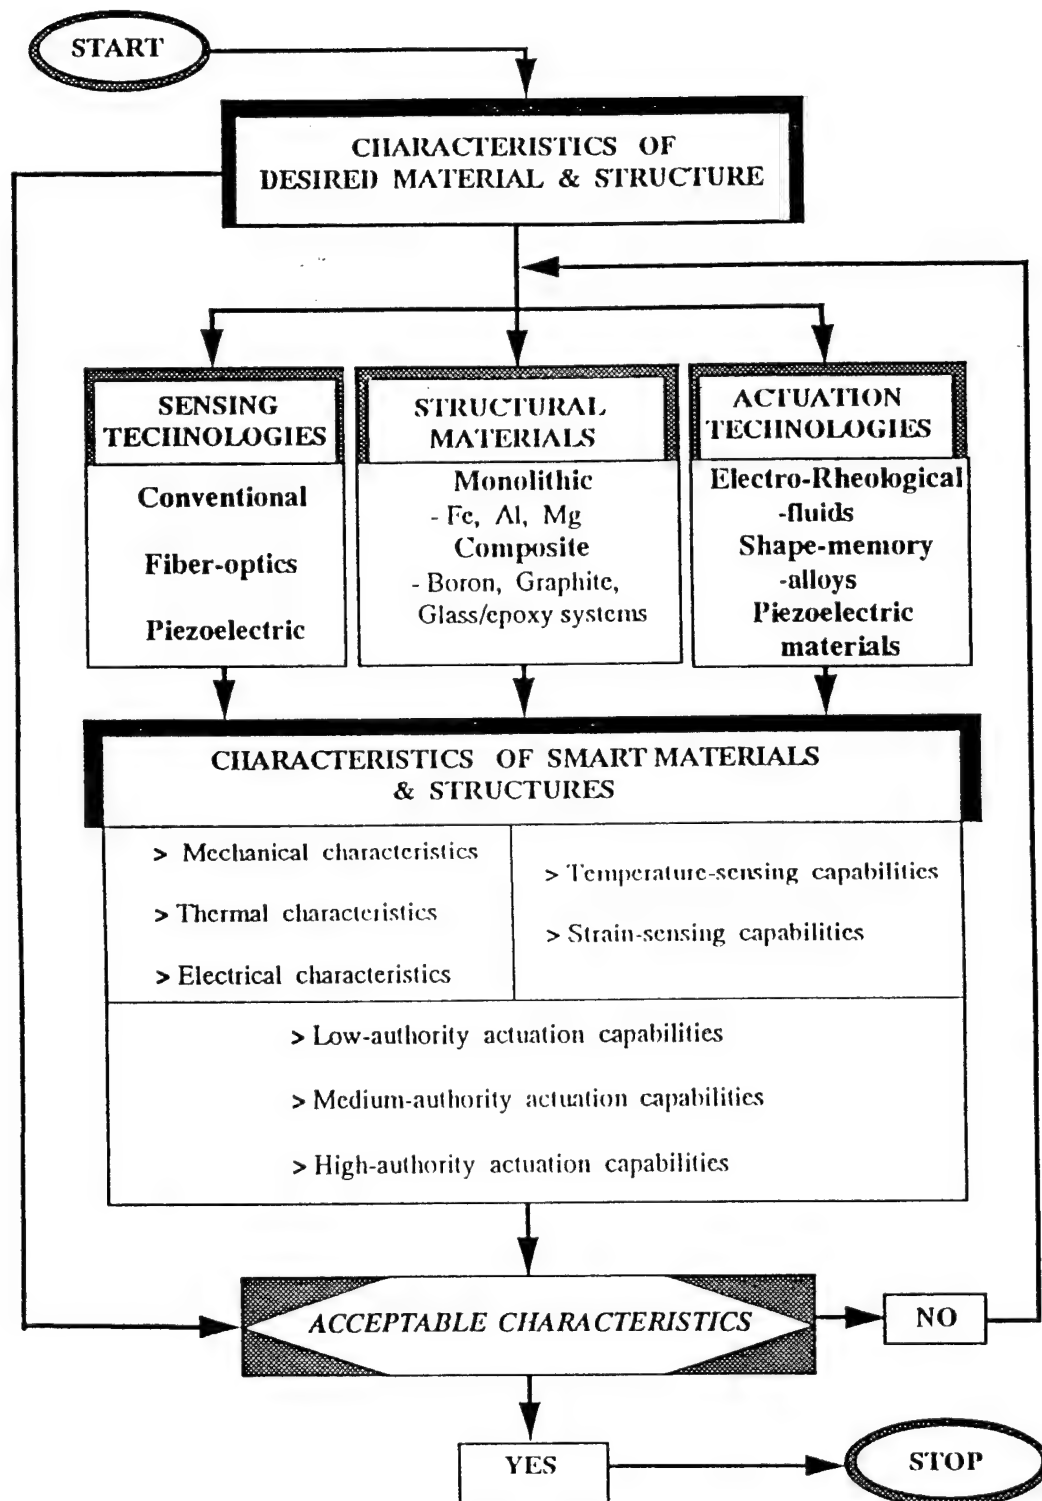 START
CHARACTERISTICS OF
DESIRED MATERIAL & STRUCTURE
SENSING
TECHNOLOGIES
Conventional
Fiber-optics
Piezoelectric
STRUCTURAL
MATERIALS
Monolithic
- Fe, Al, Mg
Composite
- Boron, Graphite,
Glass/epoxy systems
ACTUATION
TECHNOLOGIES
Electro-Rheological
-fluids
Shape-memory
-alloys
Piezoelectric
materials
CHARACTERISTICS OF SMART MATERIALS
& STRUCTURES
> Mechanical characteristics
> Thermal characteristics
> Electrical characteristics
> Temperature-sensing capabilities
> Strain-sensing capabilities
> Low-authority actuation capabilities
> Medium-authority actuation capabilities
> High-authority actuation capabilities
ACCEPTABLE CHARACTERISTICS
NO
YES
STOP